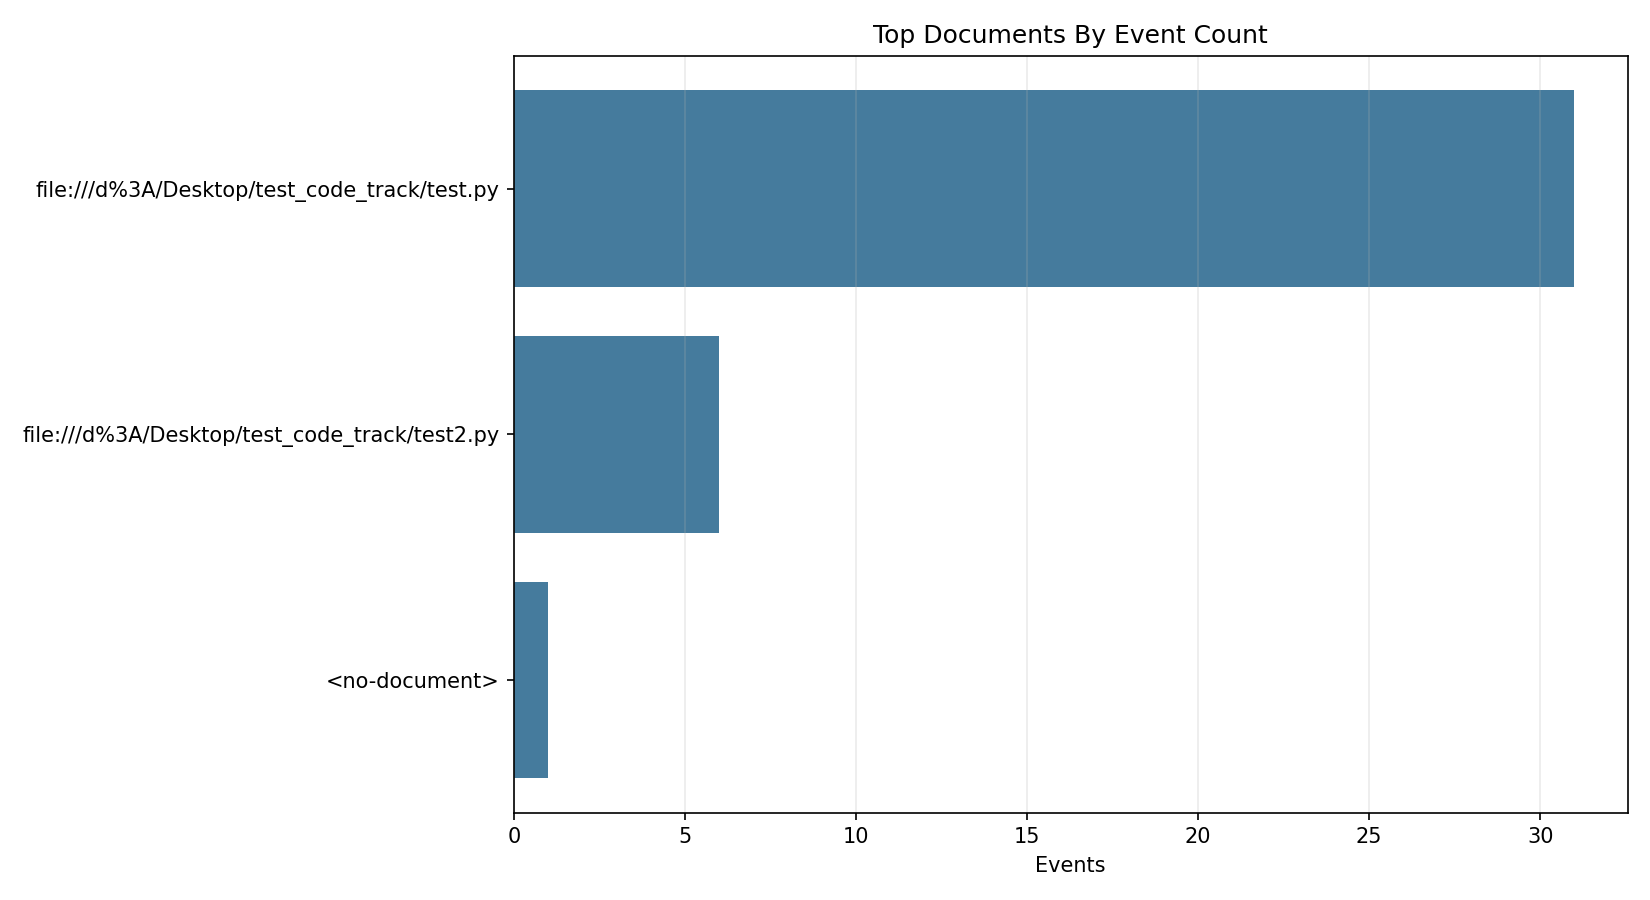 Top Documents By Event Count
file:///d%3A/Desktop/test_code_track/test.py
file:///d%3A/Desktop/test_code_track/test2.py
<no-document>
0 5 10 15 20 25 30
Events